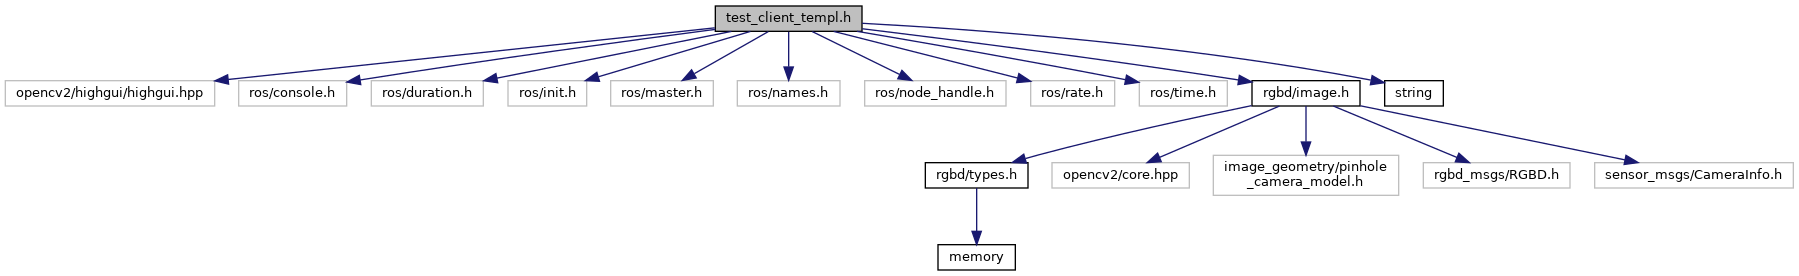 test_client_templ.h
opencv2/highgui/highgui.hpp
ros/console.h
ros/duration.h
ros/init.h
ros/master.h
ros/names.h
ros/node_handle.h
ros/rate.h
ros/time.h
rgbd/image.h
string
rgbd/types.h
opencv2/core.hpp
image_geometry/pinhole
_camera_model.h
rgbd_msgs/RGBD.h
sensor_msgs/CameraInfo.h
memory